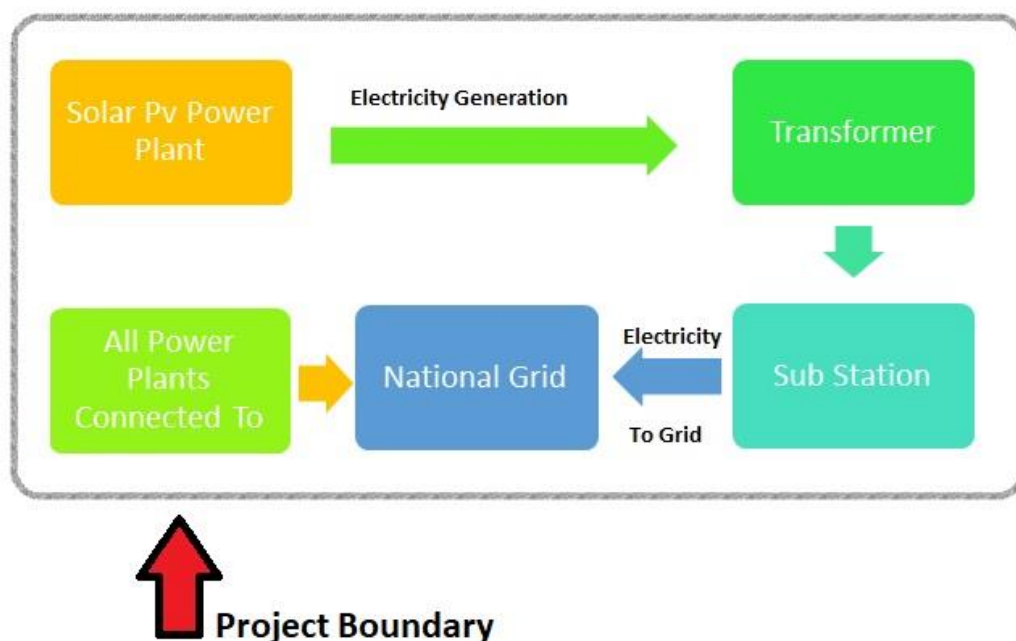 Solar Pv Power
Plant
Electricity Generation
Transformer
All Power
Plants
Connected To
National Grid
Electricity
To Grid
Sub Station
Project Boundary